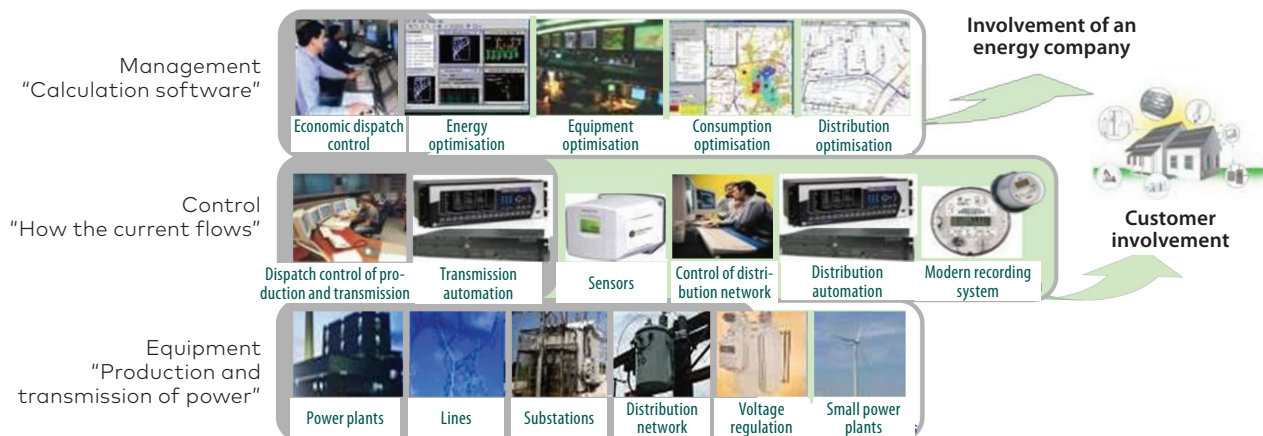 Management
"Calculation software"
Economic dispatch
control
Energy
optimisation
Equipment
optimisation
Consumption
optimisation
Distribution
optimisation
Involvement of an
energy company
Control
"How the current flows"
Dispatch control of pro-
duction and transmission
Transmission
automation
Sensors
Control of distri-
bution network
Distribution
automation
Modern recording
system
Customer
involvement
Equipment
"Production and
transmission of power"
Power plants
Lines
Substations
Distribution
network
Voltage
regulation
Small power
plants